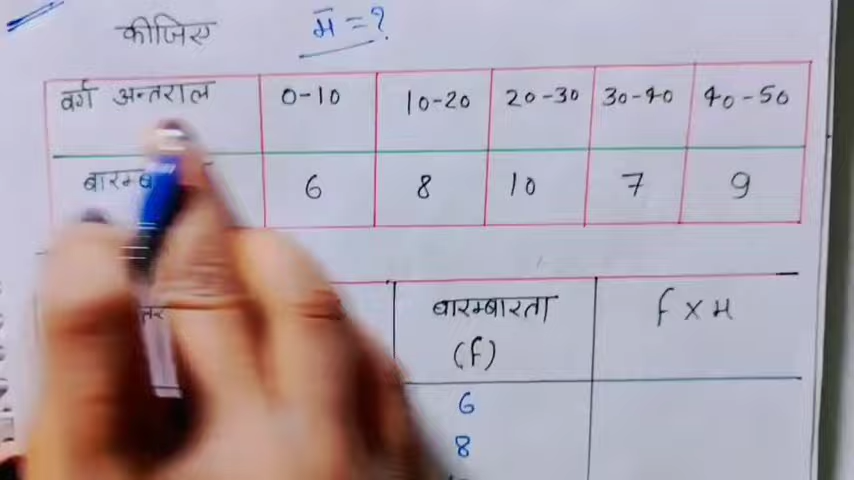 कीजिए म̄ = ?
वर्ग अन्तराल 0-10 10-20 20-30 30-40 40-50
6 8 10 7 9
बारम्बारता f x म
(f)
6
8